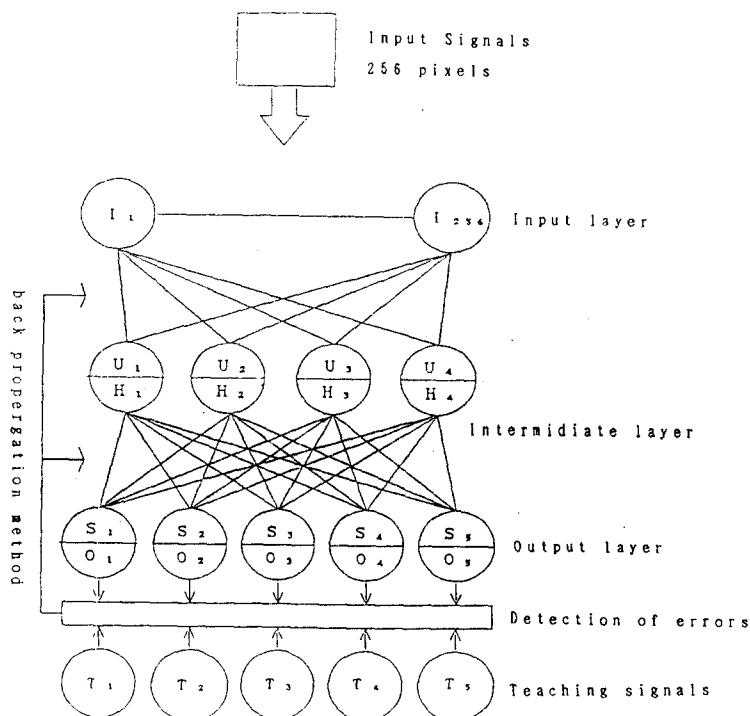 Input Signals
256 pixels
I₁ I₂₅₆ Input layer
back propergation method
U₁ U₂ U₃ U₄
H₁ H₂ H₃ H₄
Intermidiate layer
S₁ S₂ S₃ S₄ S₅
O₁ O₂ O₃ O₄ O₅
Output layer
Detection of errors
T₁ T₂ T₃ T₄ T₅ Teaching signals